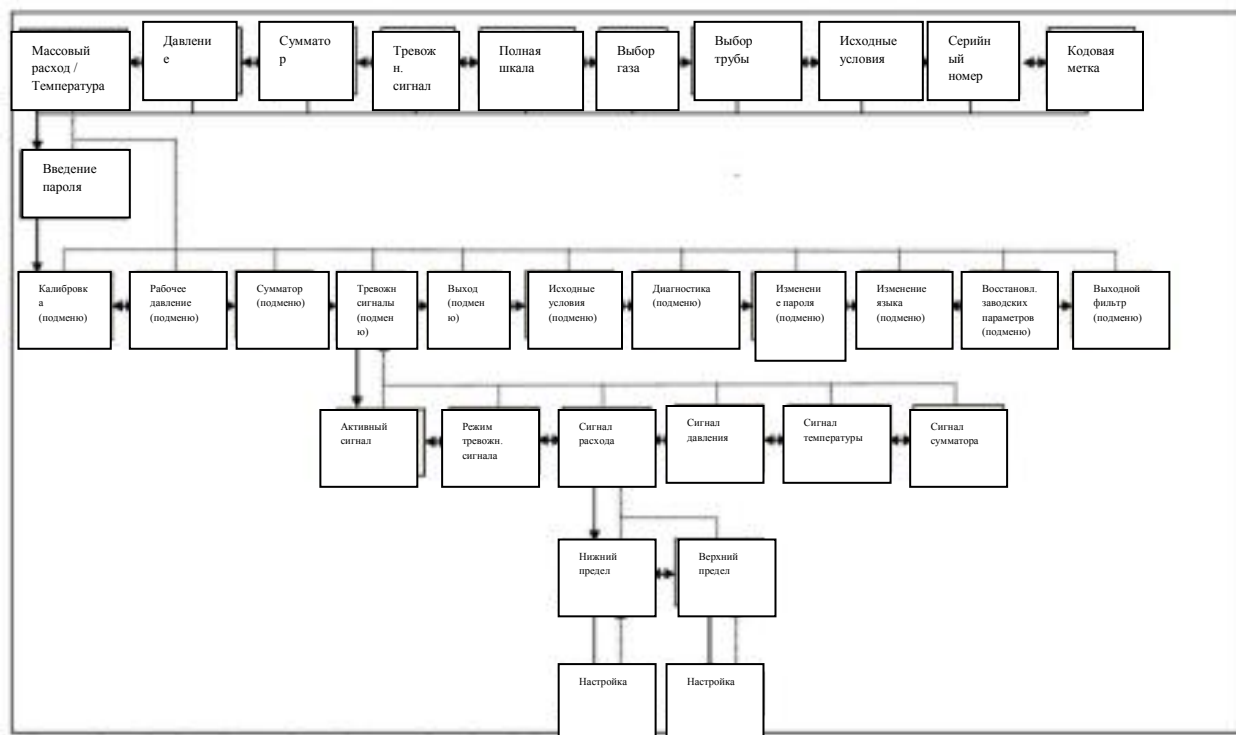 Массовый
расход /
Температура
Давлени
е
Суммато
р
Тревож
н.
сигнал
Полная
шкала
Выбор
газа
Выбор
трубы
Исходные
условия
Серийн
ый
номер
Кодовая
метка
Введение
пароля
Калибровк
а
(подменю)
Рабочее
давление
(подменю)
Сумматор
(подменю)
Тревожн
сигналы
(подмен
ю)
Выход
(подмен
ю)
Исходные
условия
(подменю)
Диагностика
(подменю)
Изменени
е пароля
(подменю)
Изменение
языка
(подменю)
Восстановл.
заводских
параметров
(подменю)
Выходной
фильтр
(подменю)
Активный
сигнал
Режим
тревожн.
сигнала
Сигнал
расхода
Сигнал
давления
Сигнал
температуры
Сигнал
сумматора
Нижний
предел
Верхний
предел
Настройка
Настройка